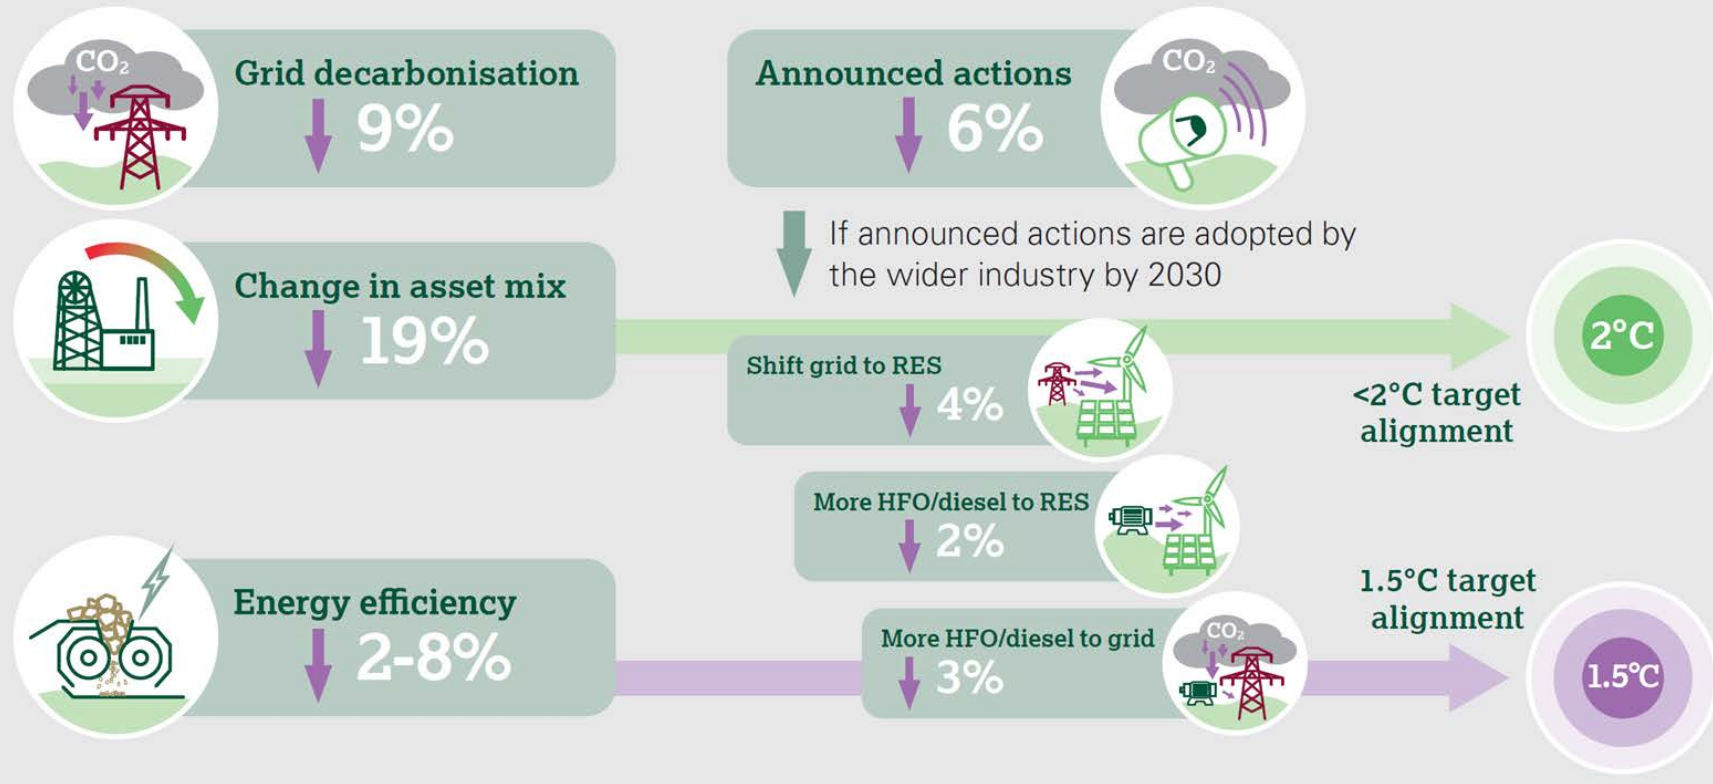 CO₂
Grid decarbonisation
9%
Announced actions
6%
CO₂
If announced actions are adopted by
the wider industry by 2030
Change in asset mix
19%
Shift grid to RES
4%
2°C
<2°C target
alignment
More HFO/diesel to RES
2%
Energy efficiency
2-8%
More HFO/diesel to grid
3%
CO₂
1.5°C target
alignment
1.5°C